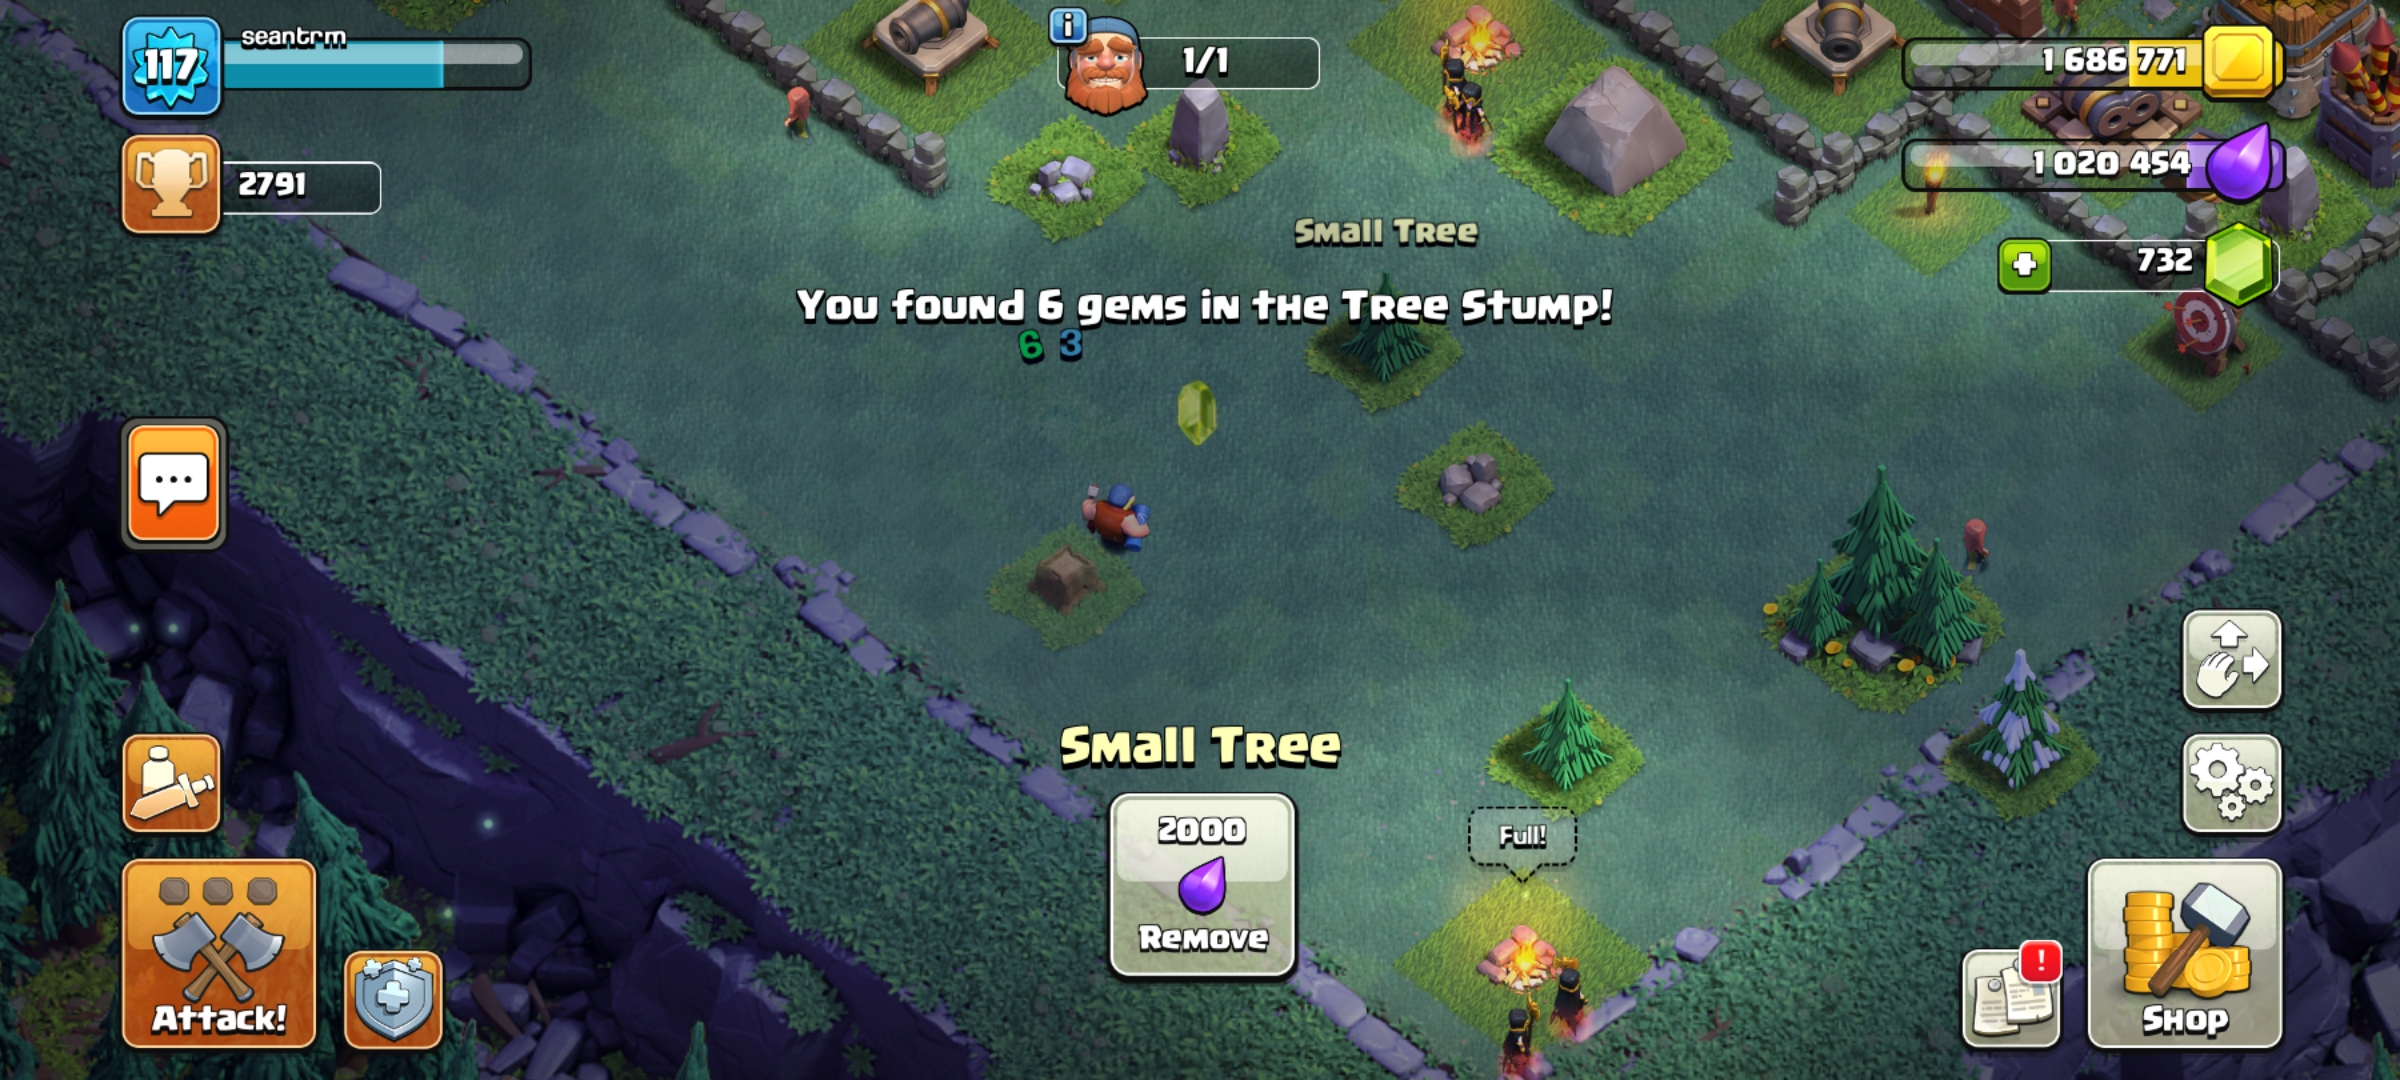 117
seantrm
i
1/1
1 686 771
2791
1 020 454
Small Tree
732
You found 6 gems in the Tree Stump!
6 3
Small Tree
2000
Remove
Full!
Attack!
!
Shop